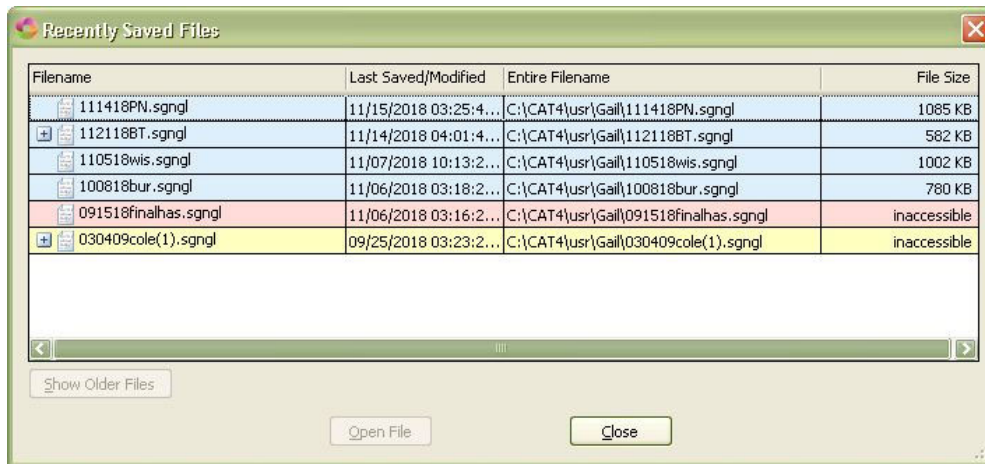 Recently Saved Files
Filename Last Saved/Modified Entire Filename File Size
111418PN.sgngl 11/15/2018 03:25:4... C:\CAT4\usr\Gail\111418PN.sgngl 1085 KB
112118BT.sgngl 11/14/2018 04:01:4... C:\CAT4\usr\Gail\112118BT.sgngl 582 KB
110518wis.sgngl 11/07/2018 10:13:2... C:\CAT4\usr\Gail\110518wis.sgngl 1002 KB
100818bur.sgngl 11/06/2018 03:18:2... C:\CAT4\usr\Gail\100818bur.sgngl 780 KB
091518finalhas.sgngl 11/06/2018 03:16:2... C:\CAT4\usr\Gail\091518finalhas.sgngl inaccessible
030409cole(1).sgngl 09/25/2018 03:23:2... C:\CAT4\usr\Gail\030409cole(1).sgngl inaccessible
Show Older Files
Open File Close